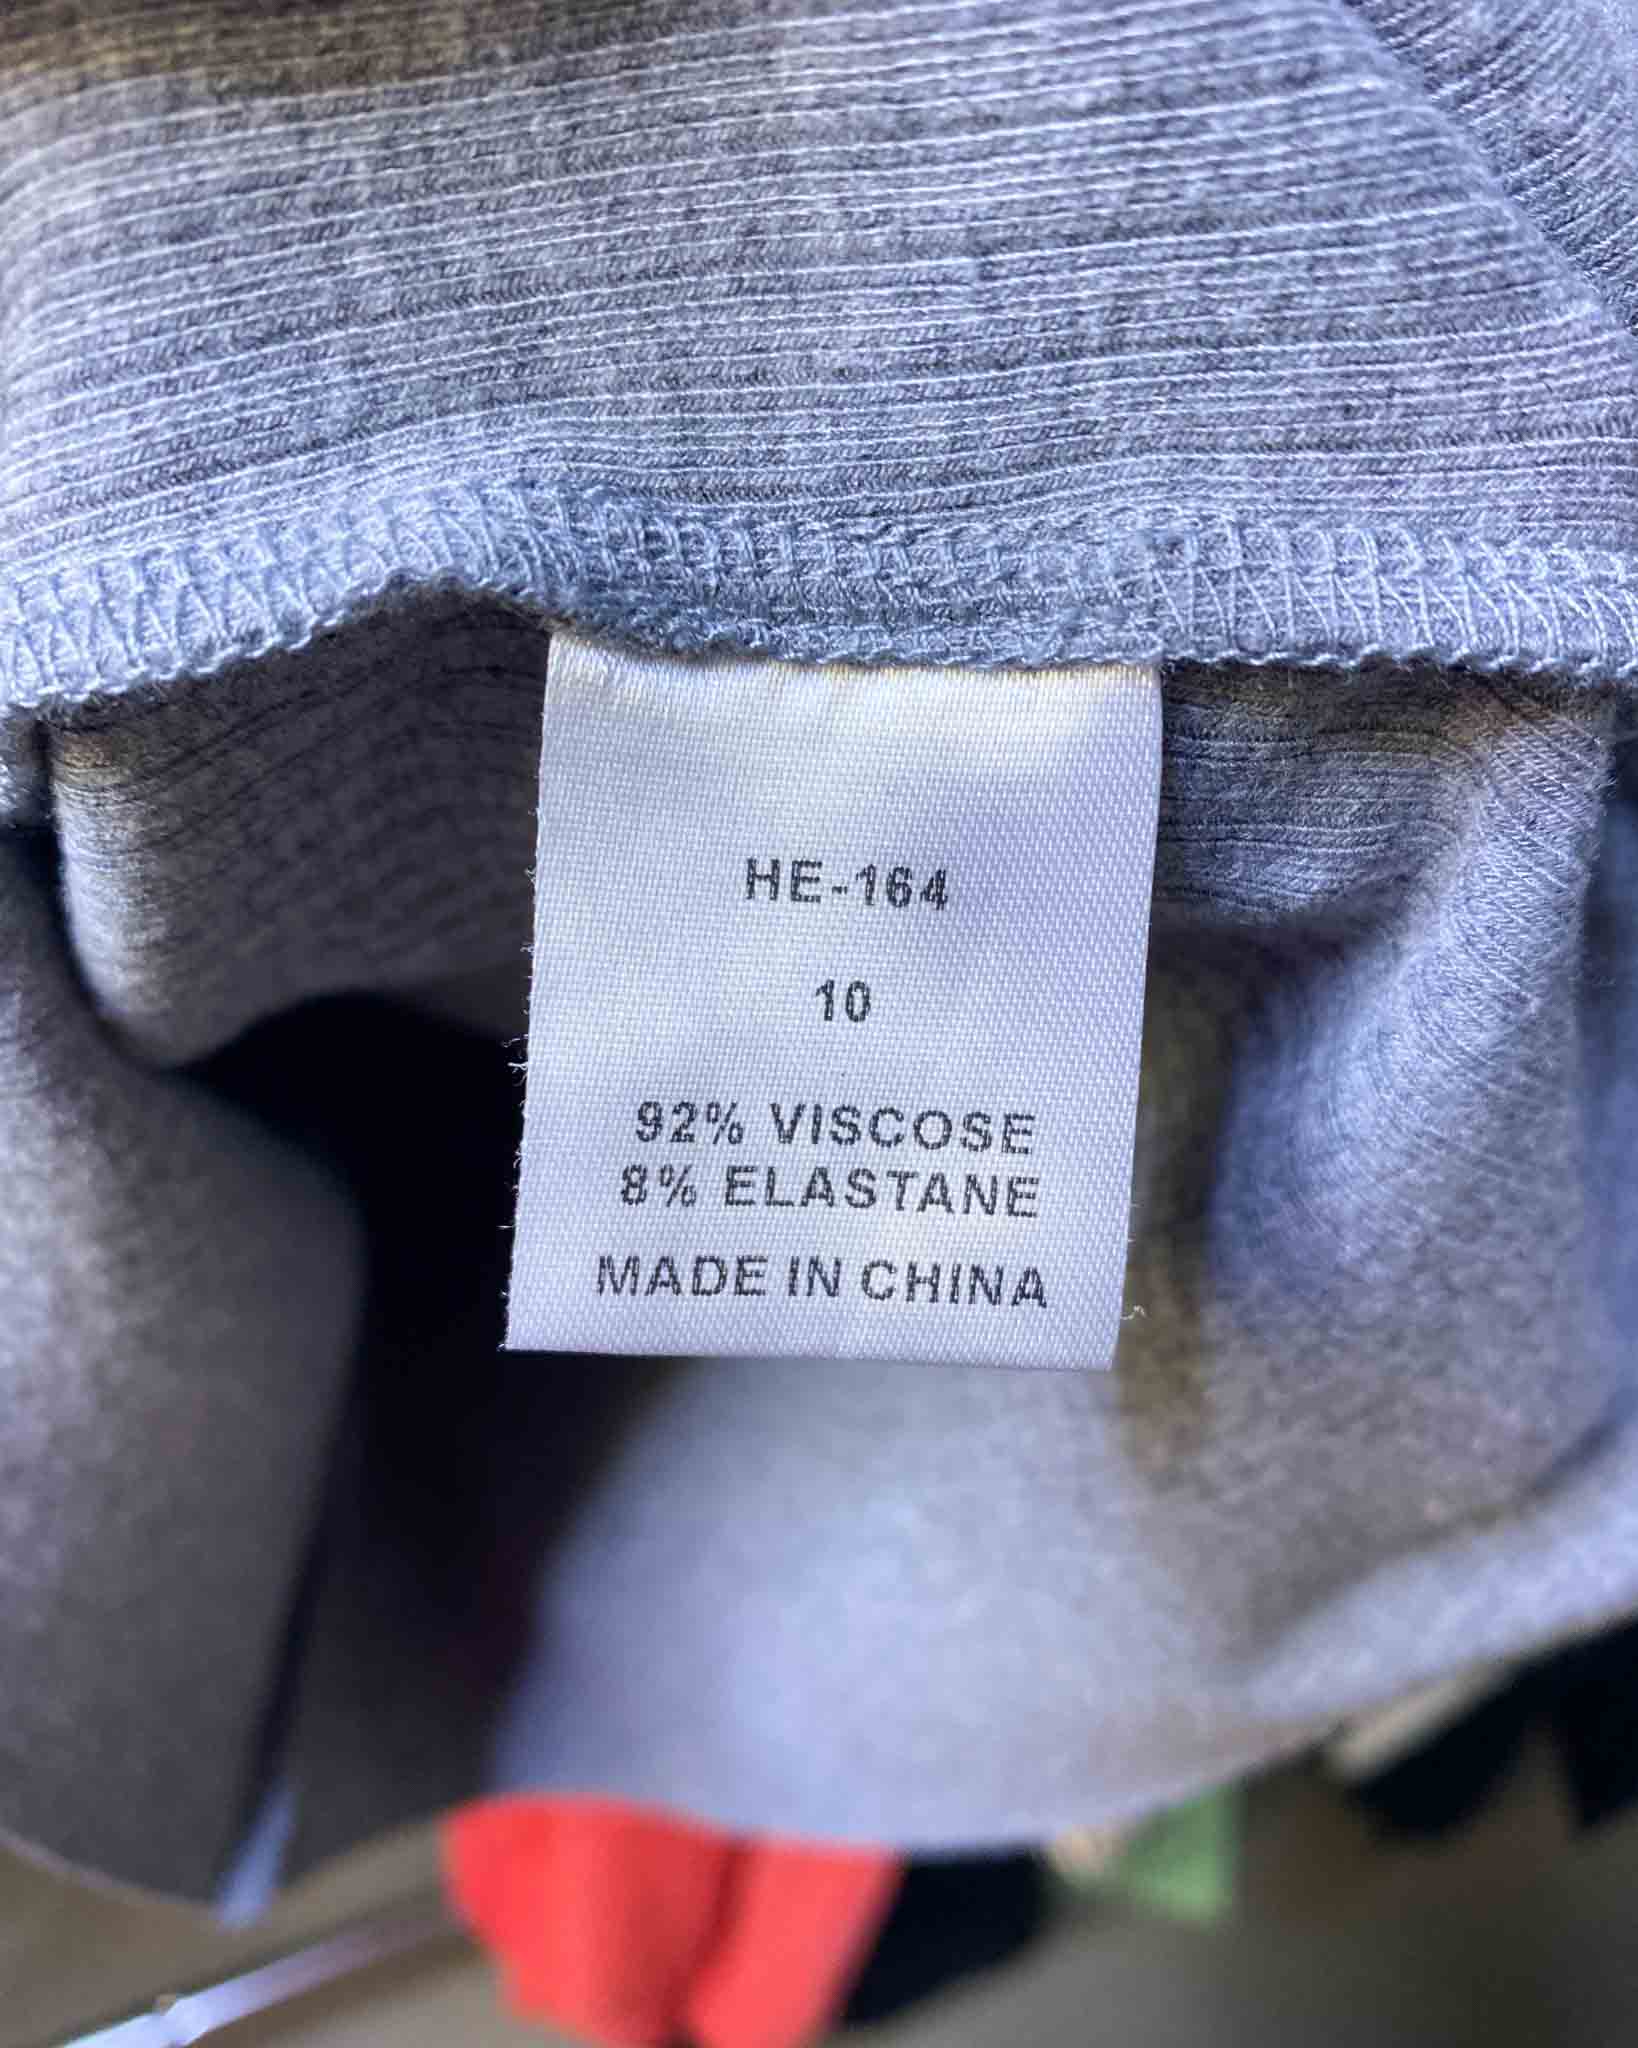 HE-164
10
92% VISCOSE
8% ELASTANE
MADE IN CHINA